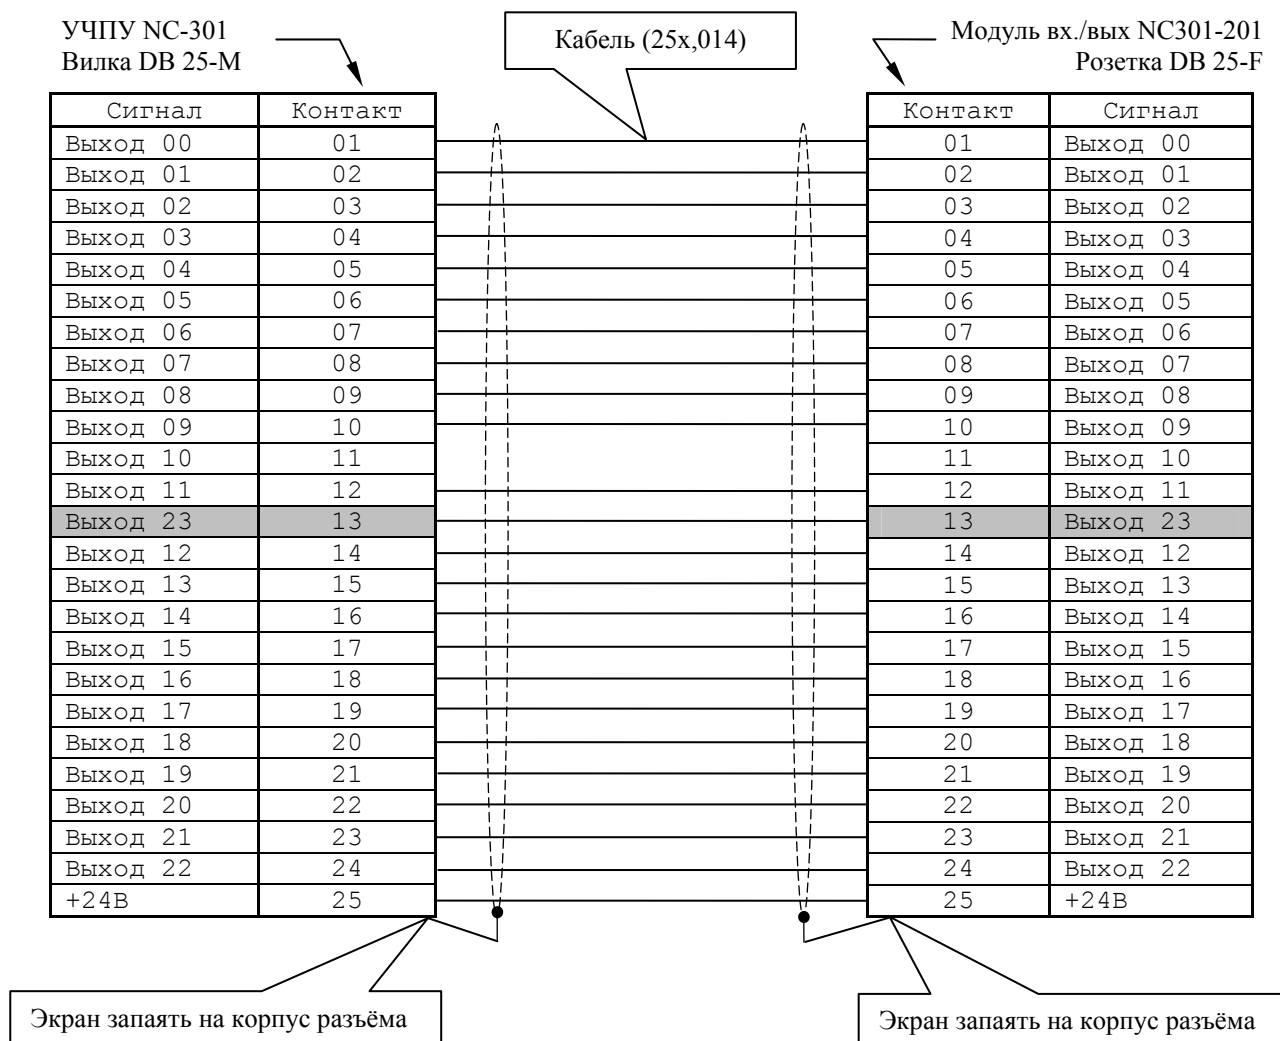 УЧПУ NC-301
Вилка DB 25-M
Кабель (25x,014)
Модуль вх./вых NC301-201
Розетка DB 25-F
Сигнал Контакт Контакт Сигнал
Выход 00 01 01 Выход 00
Выход 01 02 02 Выход 01
Выход 02 03 03 Выход 02
Выход 03 04 04 Выход 03
Выход 04 05 05 Выход 04
Выход 05 06 06 Выход 05
Выход 06 07 07 Выход 06
Выход 07 08 08 Выход 07
Выход 08 09 09 Выход 08
Выход 09 10 10 Выход 09
Выход 10 11 11 Выход 10
Выход 11 12 12 Выход 11
Выход 23 13 13 Выход 23
Выход 12 14 14 Выход 12
Выход 13 15 15 Выход 13
Выход 14 16 16 Выход 14
Выход 15 17 17 Выход 15
Выход 16 18 18 Выход 16
Выход 17 19 19 Выход 17
Выход 18 20 20 Выход 18
Выход 19 21 21 Выход 19
Выход 20 22 22 Выход 20
Выход 21 23 23 Выход 21
Выход 22 24 24 Выход 22
+24В 25 25 +24В
Экран запаять на корпус разъёма
Экран запаять на корпус разъёма